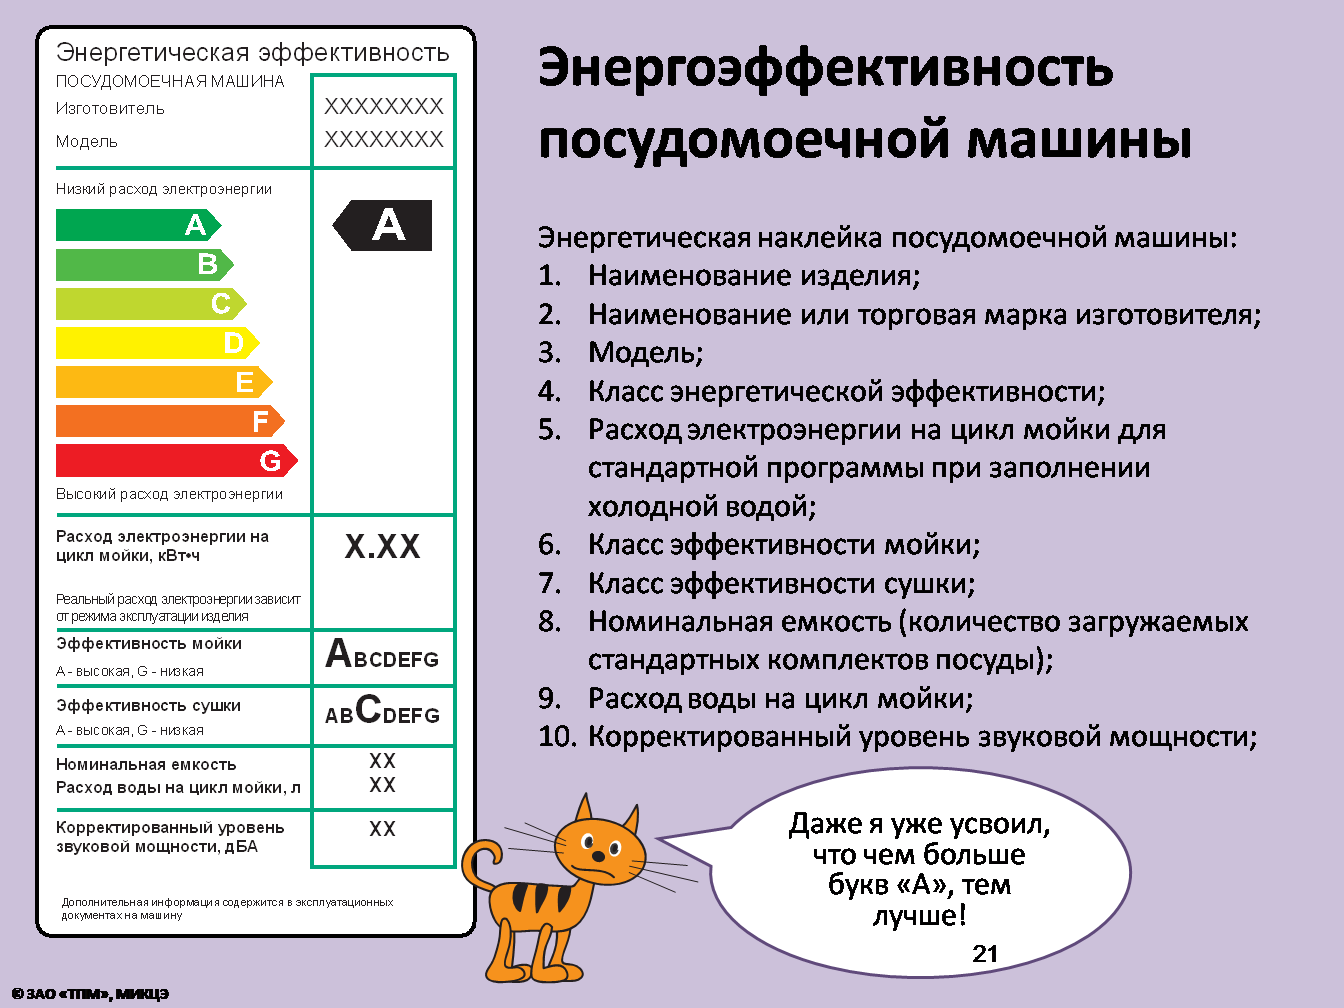 Энергетическая эффективность
ПОСУДОМОЕЧНАЯ МАШИНА
Изготовитель XXXXXXXX
Модель XXXXXXXX
Низкий расход электроэнергии
A A
B
C
D
E
F
G
Высокий расход электроэнергии
Расход электроэнергии на
цикл мойки, кВт•ч X.XX
Реальный расход электроэнергии зависит
от режима эксплуатации изделия
Эффективность мойки ABCDEFG
A - высокая, G - низкая
Эффективность сушки ABCDEFG
A - высокая, G - низкая
Номинальная емкость XX
Расход воды на цикл мойки, л XX
Корректированный уровень XX
звуковой мощности, дБА
Дополнительная информация содержится в эксплуатационных
документах на машину
Энергоэффективность
посудомоечной машины
Энергетическая наклейка посудомоечной машины:
1. Наименование изделия;
2. Наименование или торговая марка изготовителя;
3. Модель;
4. Класс энергетической эффективности;
5. Расход электроэнергии на цикл мойки для
стандартной программы при заполнении
холодной водой;
6. Класс эффективности мойки;
7. Класс эффективности сушки;
8. Номинальная емкость (количество загружаемых
стандартных комплектов посуды);
9. Расход воды на цикл мойки;
10. Корректированный уровень звуковой мощности;
Даже я уже усвоил,
что чем больше
букв «А», тем
лучше!
21
© ЗАО «ТПМ», МИКЦЭ